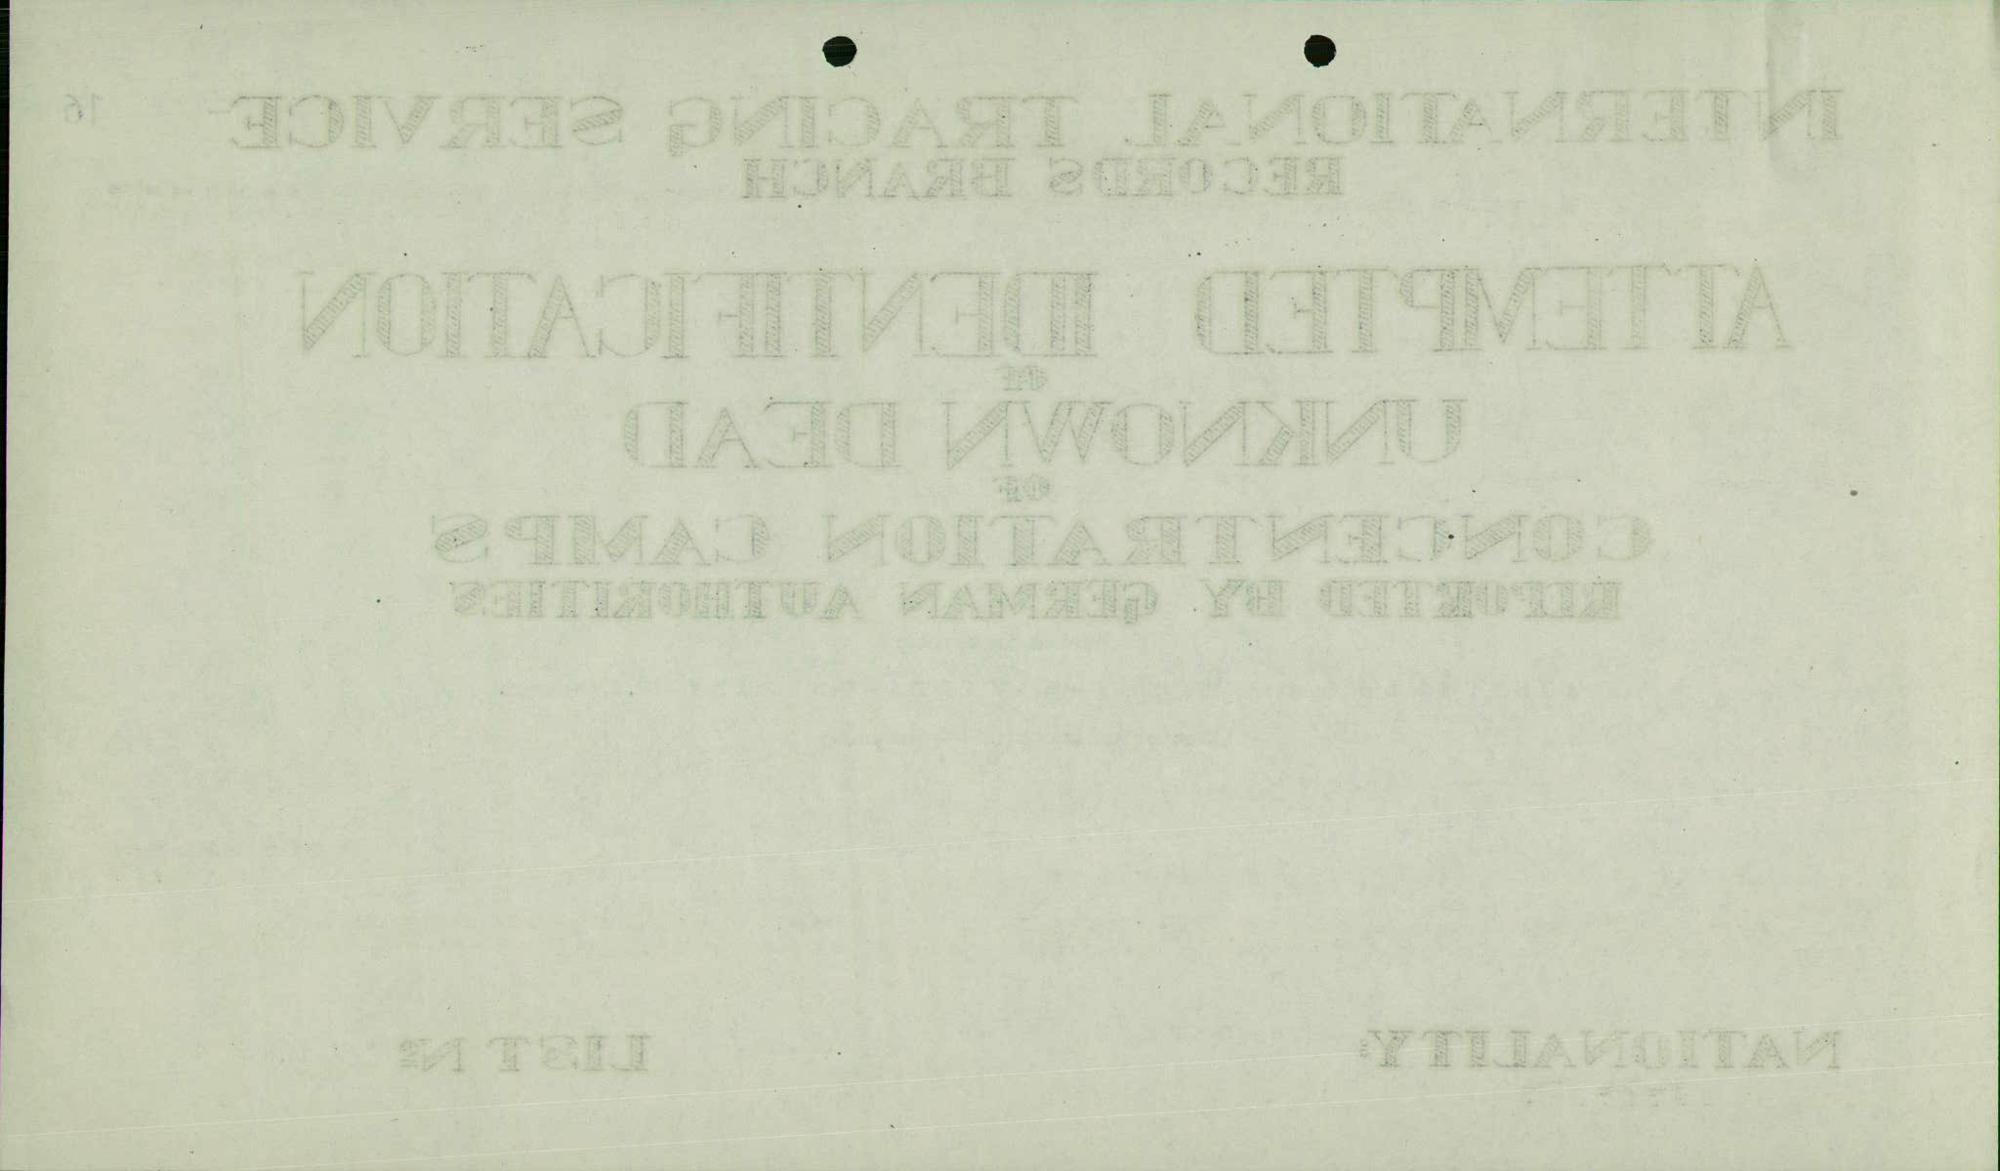 16
INTERNATIONAL TRACING SERVICE
RECORDS BRANCH
ATTEMPTED IDENTIFICATION
OF
UNKNOWN DEAD
OF
CONCENTRATION CAMPS
REPORTED BY GERMAN AUTHORITIES
NATIONALITY:
LIST Nº